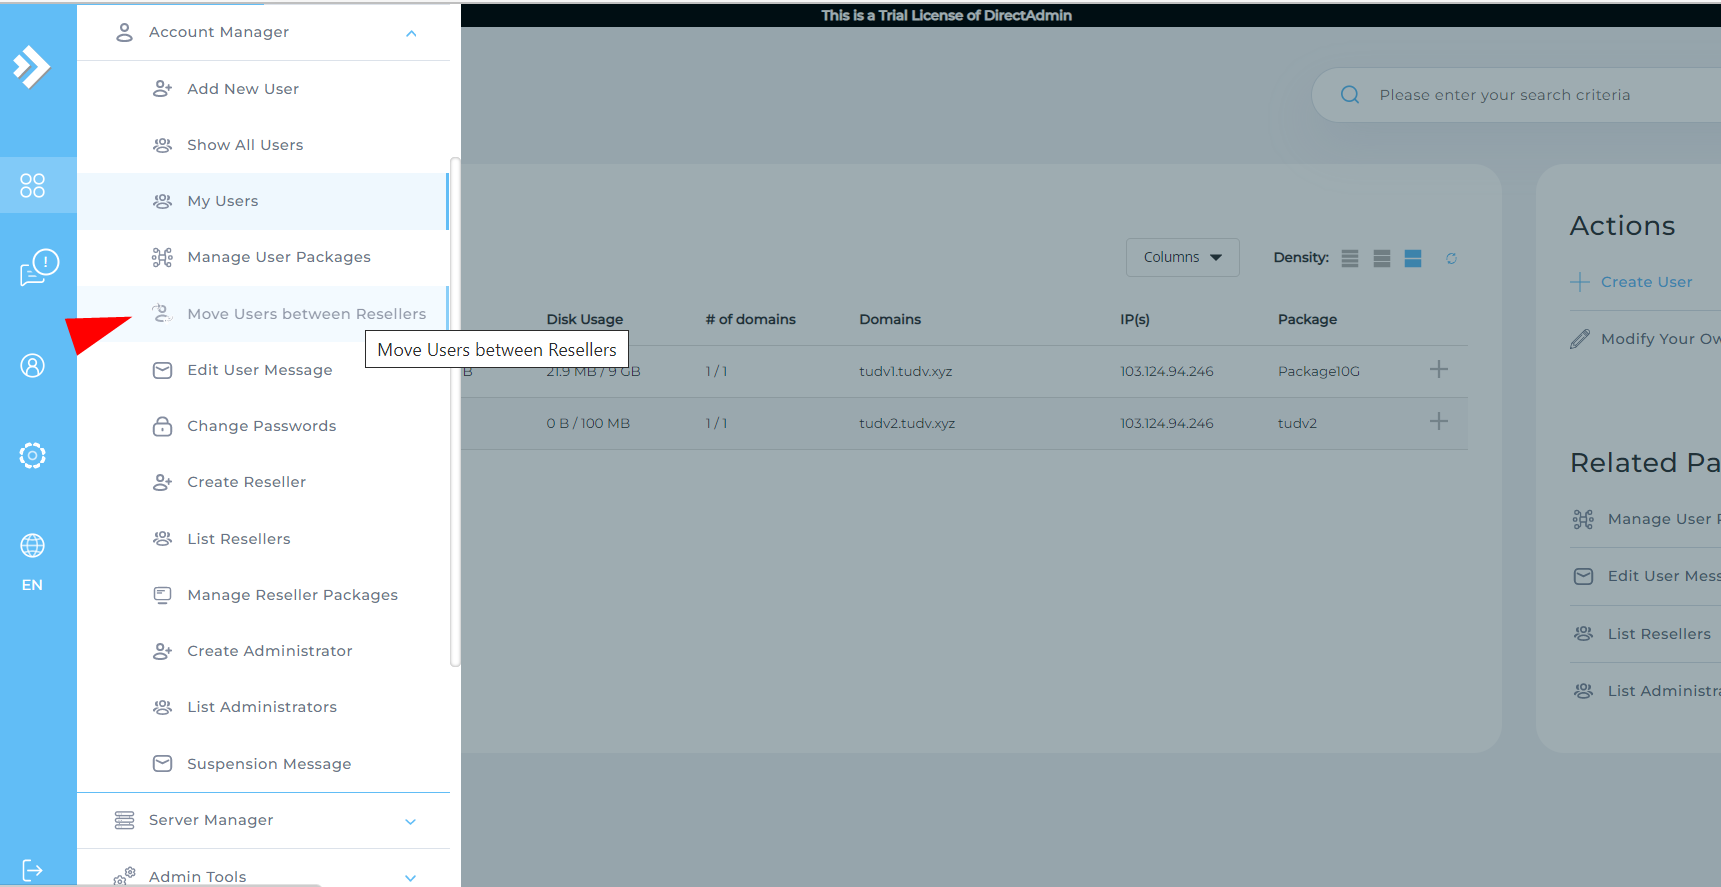 This is a Trial License of DirectAdmin
Account Manager
Add New User
Show All Users
My Users
Manage User Packages
Move Users between Resellers
Move Users between Resellers
Edit User Message
Change Passwords
Create Reseller
List Resellers
Manage Reseller Packages
Create Administrator
List Administrators
Suspension Message
Server Manager
Admin Tools
!
EN
Please enter your search criteria
Columns Density:
Disk Usage # of domains Domains IP(s) Package
B 21.9 MB / 9 GB 1 / 1 tudv1.tudv.xyz 103.124.94.246 Package10G
0 B / 100 MB 1 / 1 tudv2.tudv.xyz 103.124.94.246 tudv2
Actions
Create User
Modify Your Ow
Related Pa
Manage User P
Edit User Mess
List Resellers
List Administra